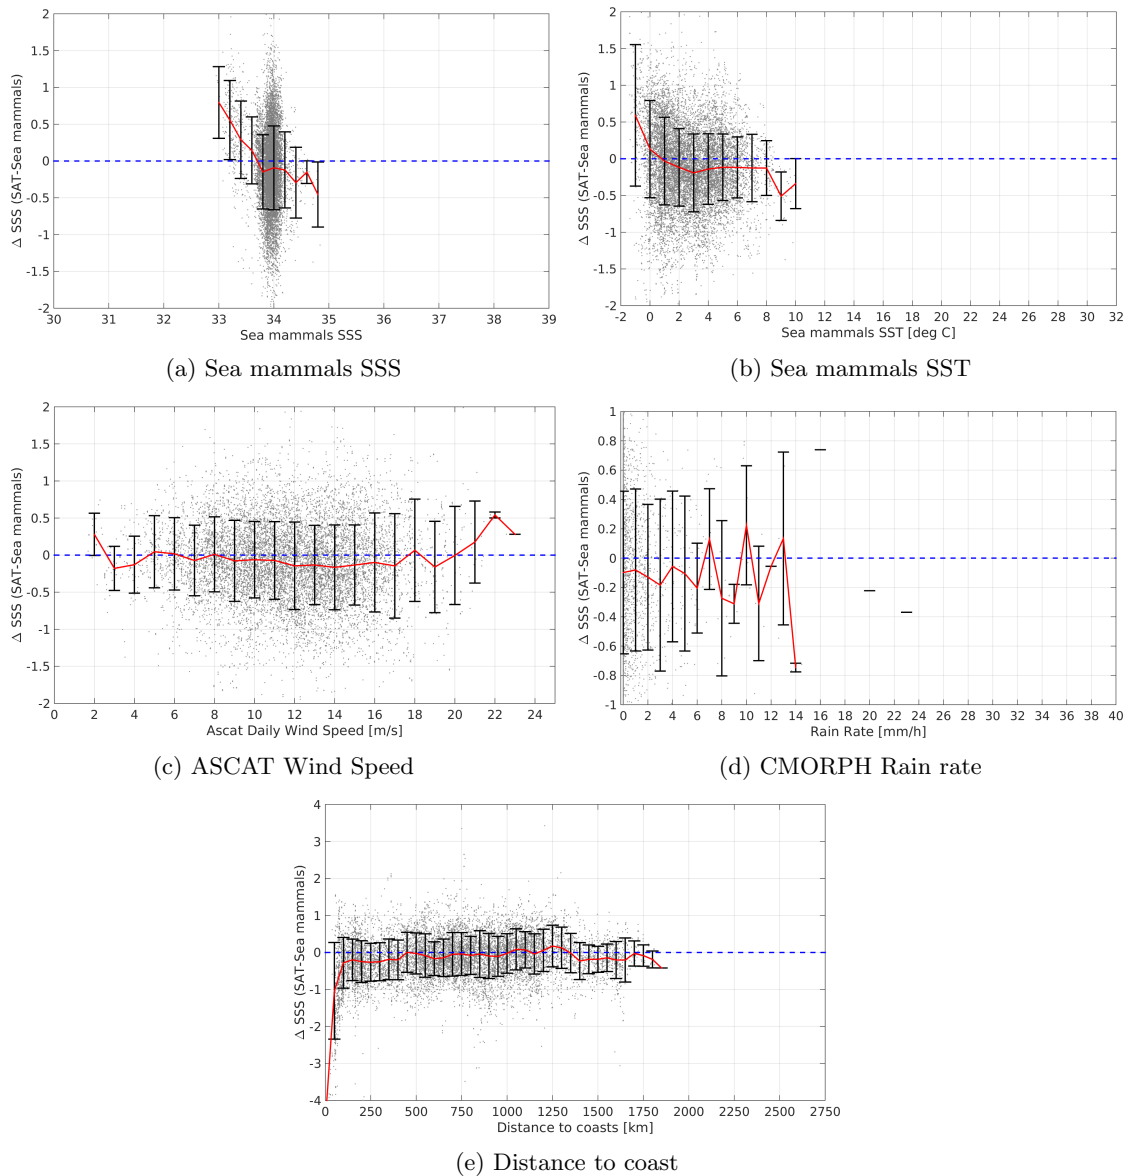 2
1.5
1
0.5
0
-0.5
-1
-1.5
-2
Δ SSS (SAT-Sea mammals)
30 31 32 33 34 35 36 37 38 39
Sea mammals SSS
(a) Sea mammals SSS
2
1.5
1
0.5
0
-0.5
-1
-1.5
-2
Δ SSS (SAT-Sea mammals)
-2 0 2 4 6 8 10 12 14 16 18 20 22 24 26 28 30 32
Sea mammals SST [deg C]
(b) Sea mammals SST
2
1.5
1
0.5
0
-0.5
-1
-1.5
-2
Δ SSS (SAT-Sea mammals)
0 2 4 6 8 10 12 14 16 18 20 22 24
Ascat Daily Wind Speed [m/s]
(c) ASCAT Wind Speed
1
0.8
0.6
0.4
0.2
0
-0.2
-0.4
-0.6
-0.8
-1
Δ SSS (SAT-Sea mammals)
0 2 4 6 8 10 12 14 16 18 20 22 24 26 28 30 32 34 36 38 40
Rain Rate [mm/h]
(d) CMORPH Rain rate
4
3
2
1
0
-1
-2
-3
-4
Δ SSS (SAT-Sea mammals)
0 250 500 750 1000 1250 1500 1750 2000 2250 2500 2750
Distance to coasts [km]
(e) Distance to coast